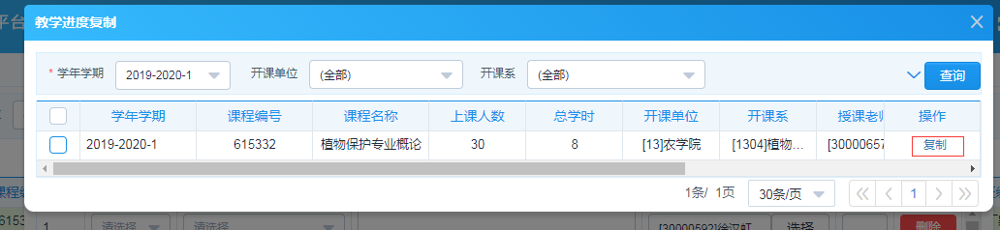 平台
教学进度复制
* 学年学期 2019-2020-1 开课单位 (全部) 开课系 (全部) 查询
学年学期 课程编号 课程名称 上课人数 总学时 开课单位 开课系 授课老师 操作
2019-2020-1 615332 植物保护专业概论 30 8 [13]农学院 [1304]植物... [30000657 复制
1条/ 1页 30条/页 1
课程编
6153 1 请选择 请选择 [30000592]徐汉虹 选择 删除